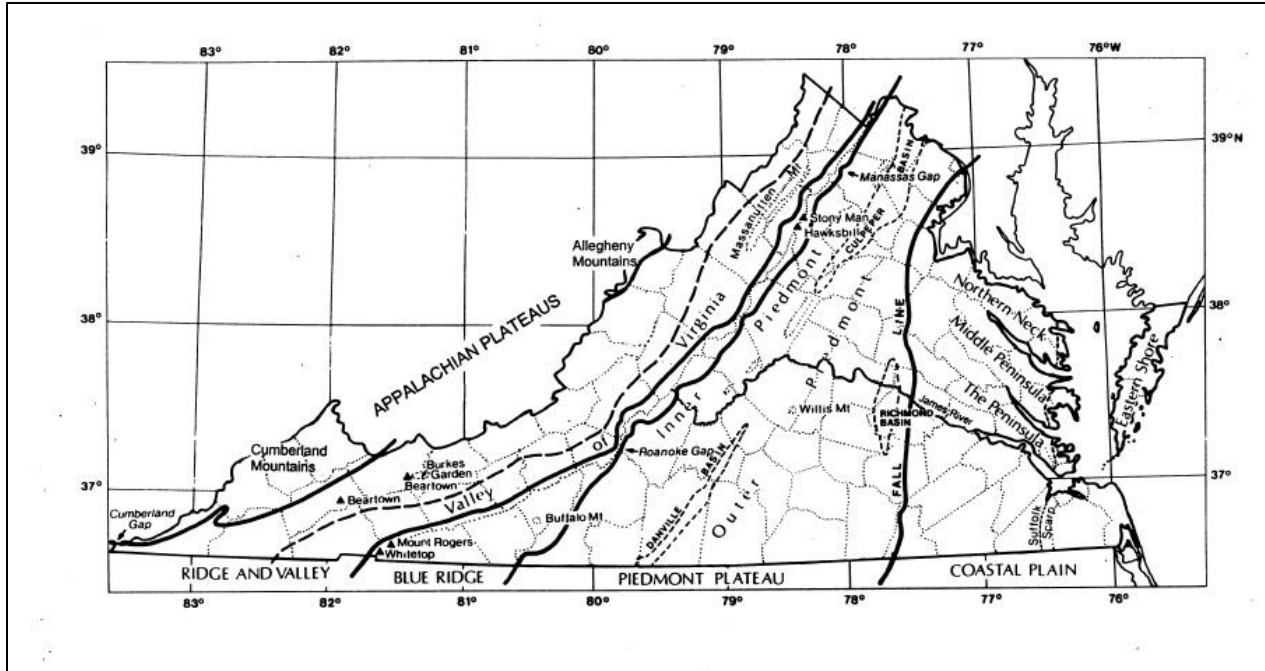 83°
82°
81°
80°
79°
78°
77°
76°W
39°
39°N
38°
38°
37°
37°
Massanutten Mt
BASIN
CULPEPER
Manassas Gap
Stony Man
Hawksbill
Allegheny
Mountains
APPALACHIAN PLATEAUS
Valley of Virginia
Inner Piedmont
Outer Piedmont
FALL LINE
Northern Neck
Middle Peninsula
The Peninsula
Eastern Shore
James River
Willis Mt
RICHMOND
BASIN
Roanoke Gap
DANVILLE BASIN
Cumberland
Mountains
Burkes
Garden
Beartown
Beartown
Cumberland
Gap
Buffalo Mt
Mount Rogers
Whitetop
Suffolk
Scarp
RIDGE AND VALLEY
BLUE RIDGE
PIEDMONT PLATEAU
COASTAL PLAIN
83°
82°
81°
80°
79°
78°
77°
76°